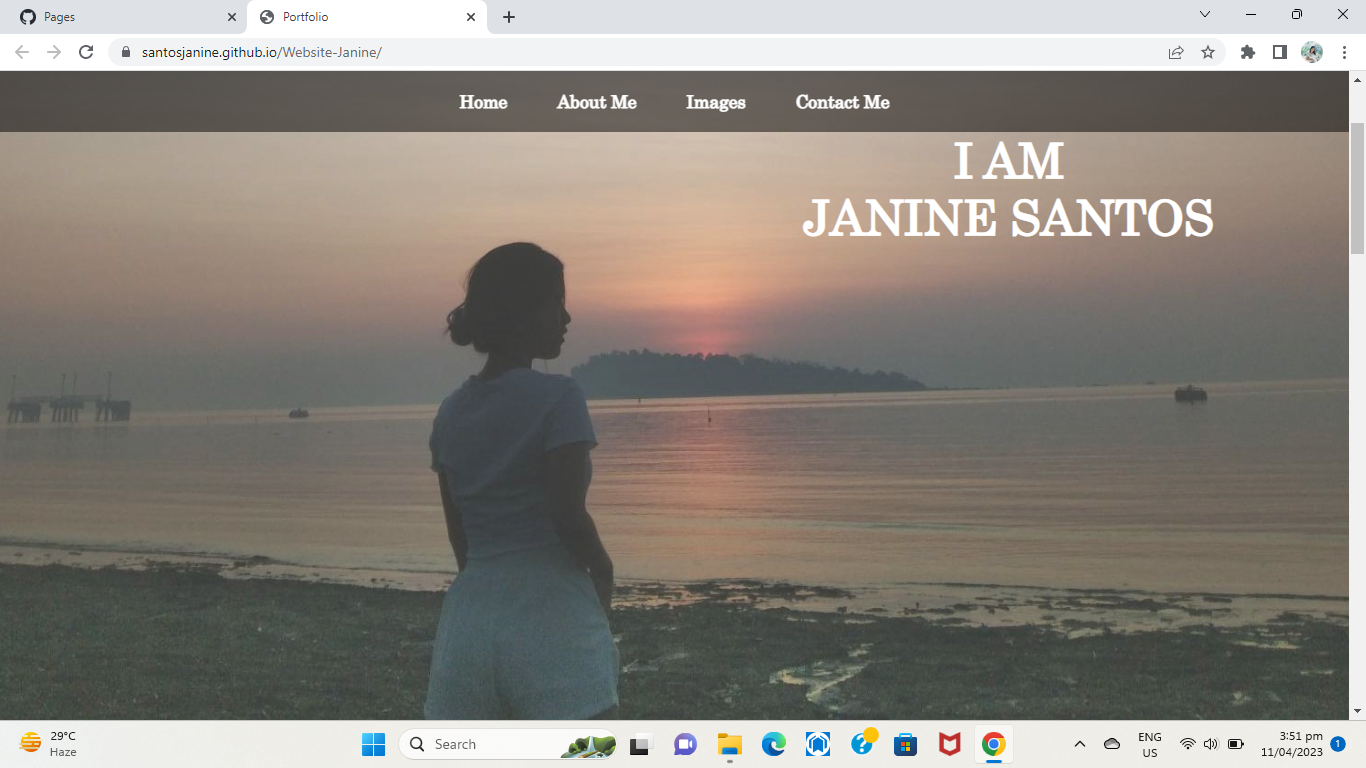 Pages
Portfolio
santosjanine.github.io/Website-Janine/
Home About Me Images Contact Me
I AM
JANINE SANTOS
29°C
Haze
Search
ENG
US
3:51 pm
11/04/2023
1